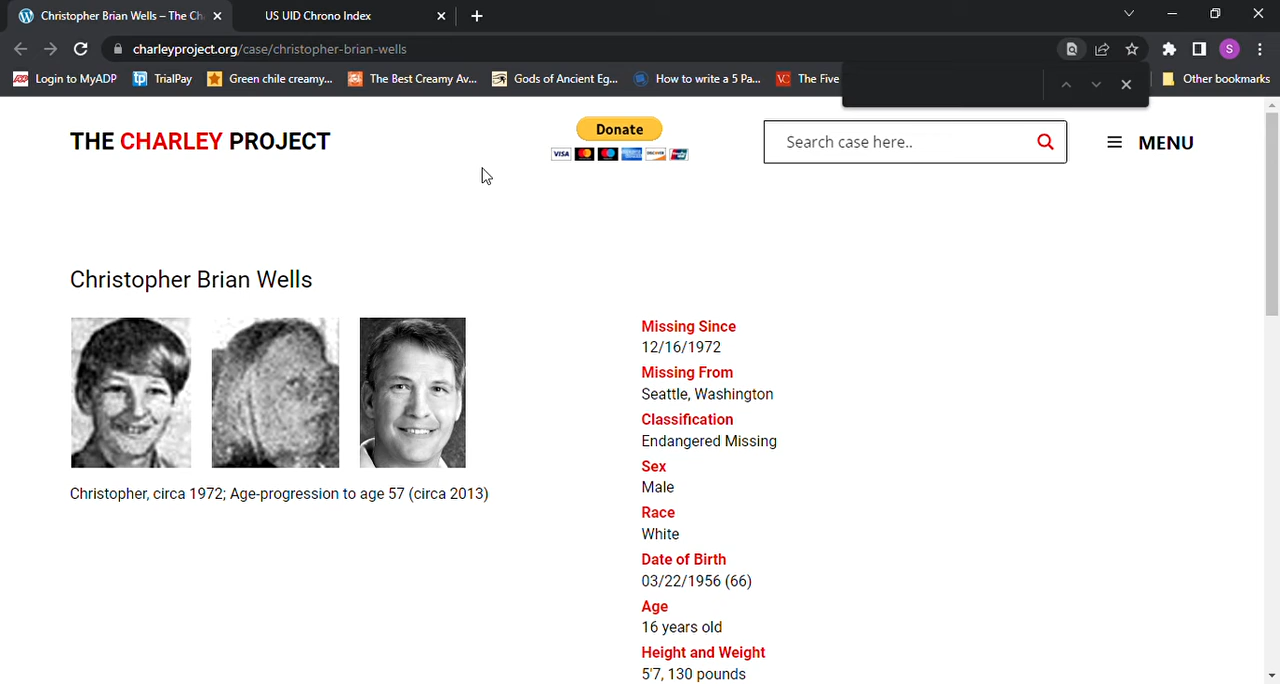 Christopher Brian Wells – The Ch
US UID Chrono Index
charleyproject.org/case/christopher-brian-wells
S
ADP
Login to MyADP
tp
TrialPay
Green chile creamy...
The Best Creamy Av...
Gods of Ancient Eg...
How to write a 5 Pa...
VC
The Five
Other bookmarks
THE CHARLEY PROJECT
Donate
VISA
Search case here..
MENU
Christopher Brian Wells
Christopher, circa 1972; Age-progression to age 57 (circa 2013)
Missing Since
12/16/1972
Missing From
Seattle, Washington
Classification
Endangered Missing
Sex
Male
Race
White
Date of Birth
03/22/1956 (66)
Age
16 years old
Height and Weight
5'7, 130 pounds